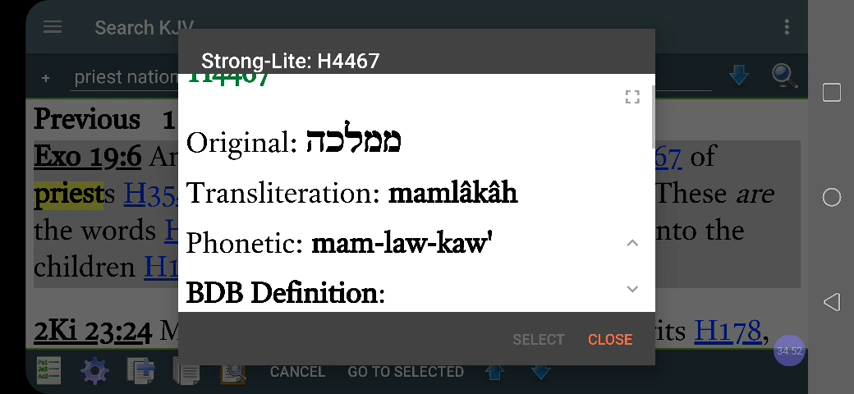 Search KJV
Strong-Lite: H4467
+ priest nation
H4467
Previous 1
Original: ממלכה
Exo 19:6 An 67 of
Transliteration: mamlâkâh
priests H35 These are
Phonetic: mam-law-kaw'
the words H nto the
children H1
BDB Definition:
2Ki 23:24 M rits H178,
SELECT CLOSE
34:52
CANCEL GO TO SELECTED